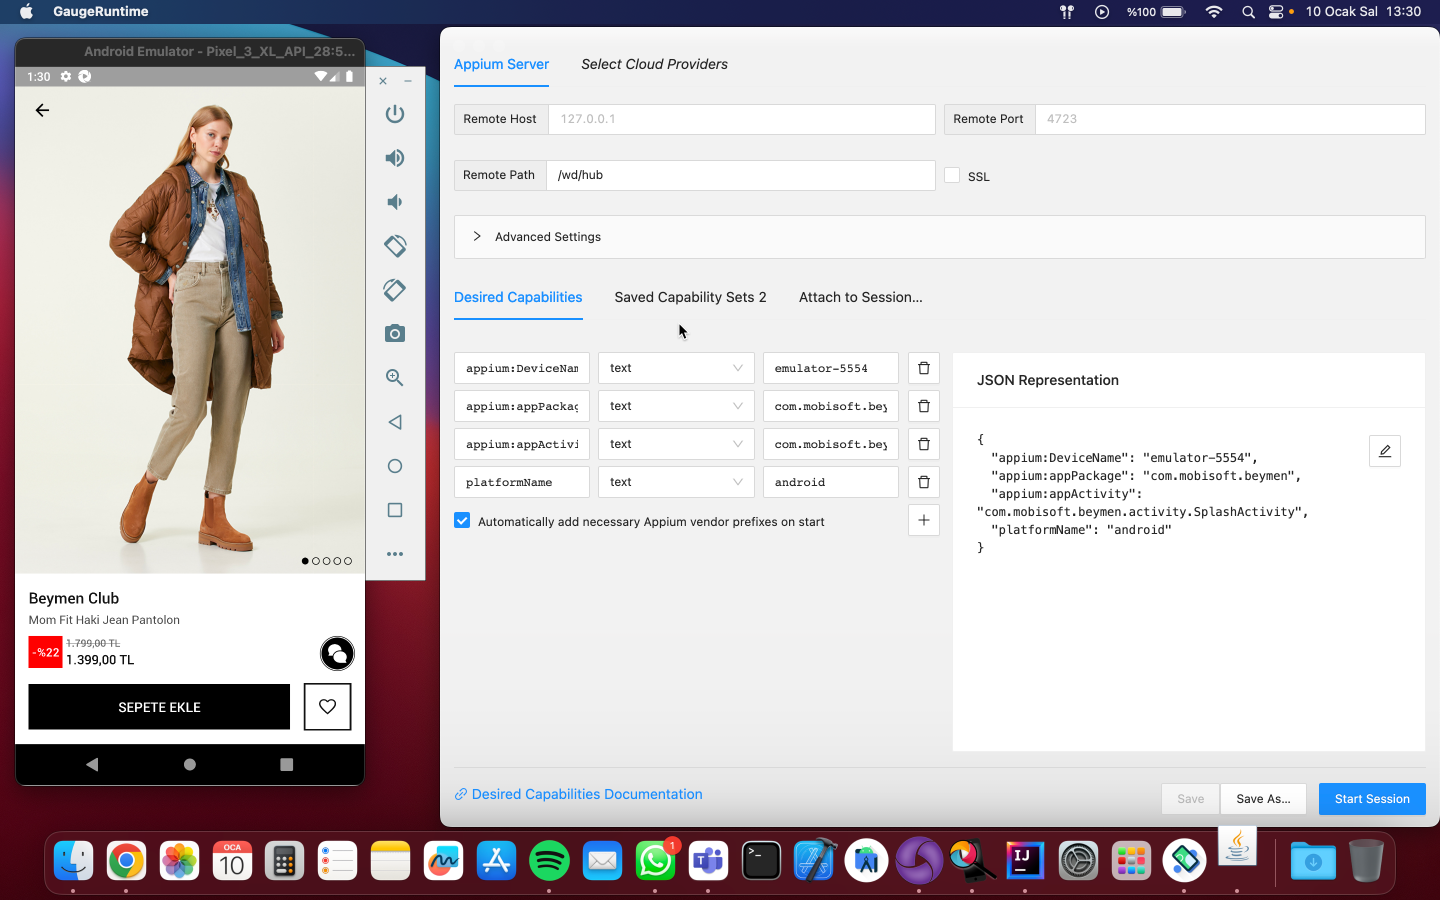 GaugeRuntime
%100
10 Ocak Sal 13:30
Android Emulator - Pixel_3_XL_API_28:5...
1:30
Beymen Club
Mom Fit Haki Jean Pantolon
-%22
1.799,00 TL
1.399,00 TL
SEPETE EKLE
Appium Server
Select Cloud Providers
Remote Host
127.0.0.1
Remote Port
4723
Remote Path
/wd/hub
SSL
Advanced Settings
Desired Capabilities
Saved Capability Sets 2
Attach to Session...
appium:DeviceNam
text
emulator-5554
appium:appPackag
text
com.mobisoft.bey
appium:appActivi
text
com.mobisoft.bey
platformName
text
android
Automatically add necessary Appium vendor prefixes on start
JSON Representation
{
"appium:DeviceName": "emulator-5554",
"appium:appPackage": "com.mobisoft.beymen",
"appium:appActivity":
"com.mobisoft.beymen.activity.SplashActivity",
"platformName": "android"
}
Desired Capabilities Documentation
Save
Save As...
Start Session
OCA
10
1
>_
IJ